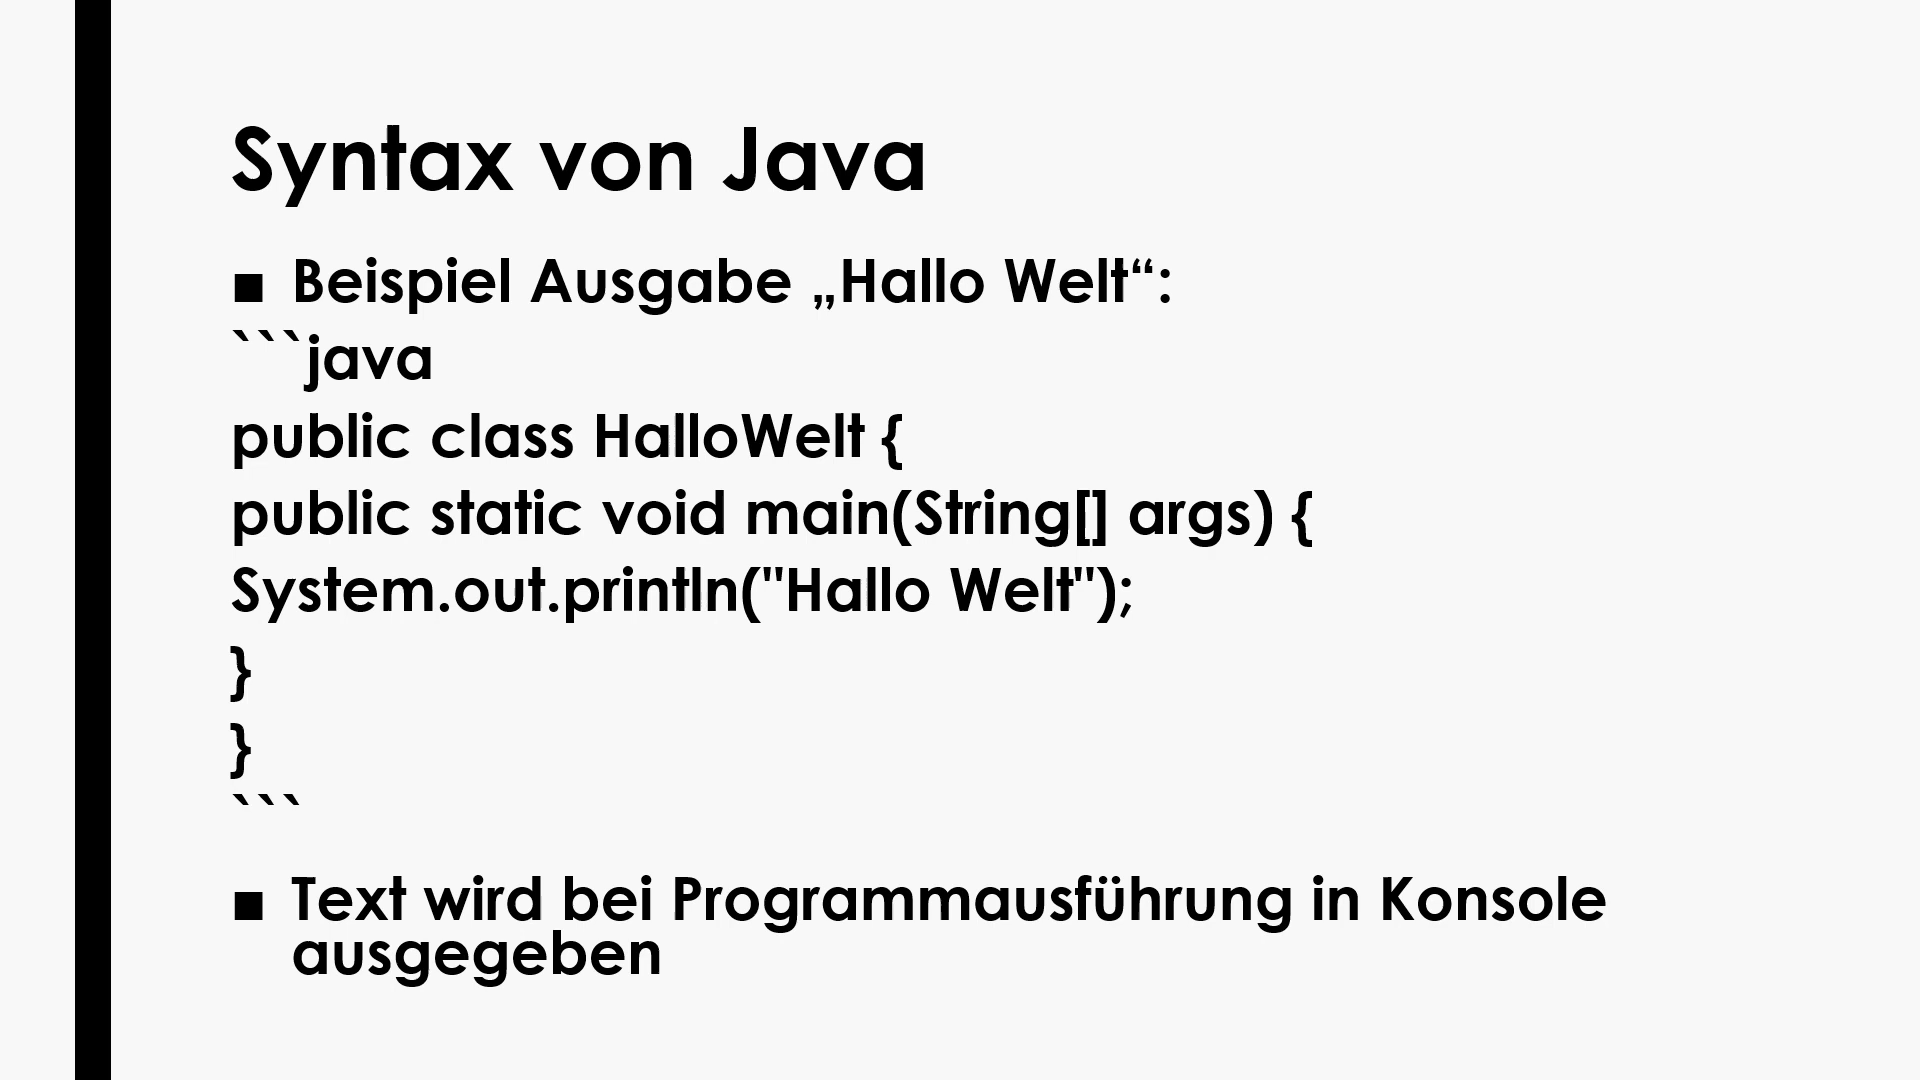 Syntax von Java
▪ Beispiel Ausgabe „Hallo Welt“:
```java
public class HalloWelt {
public static void main(String[] args) {
System.out.println("Hallo Welt");
}
}
```
▪ Text wird bei Programmausführung in Konsole
ausgegeben